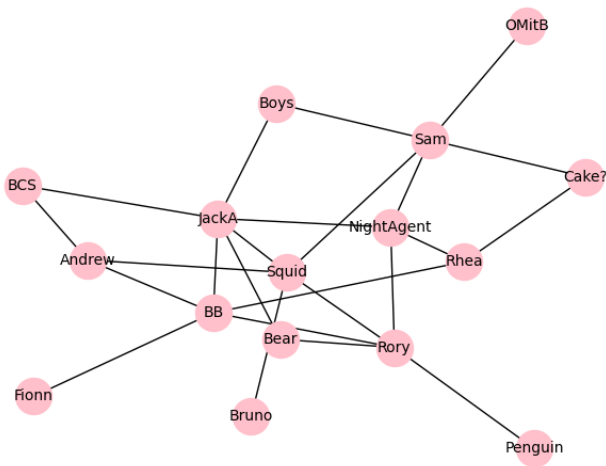 OMitB
Boys
Sam
Cake?
BCS
JackA
NightAgent
Andrew
Squid
Rhea
BB
Bear
Rory
Fionn
Bruno
Penguin